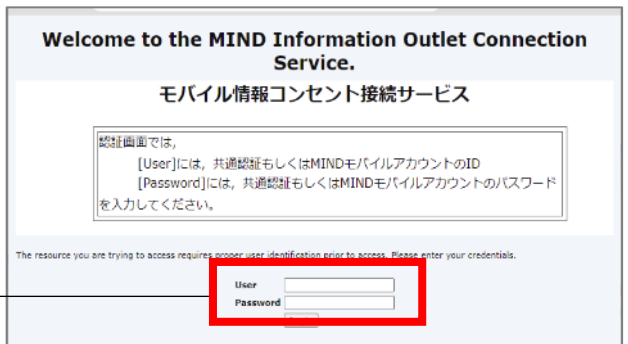 Welcome to the MIND Information Outlet Connection
Service.
モバイル情報コンセント接続サービス
認証画面では,
[User]には, 共通認証もしくはMINDモバイルアカウントのID
[Password]には, 共通認証もしくはMINDモバイルアカウントのパスワード
を入力してください。
The resource you are trying to access requires proper user identification prior to access. Please enter your credentials.
User
Password